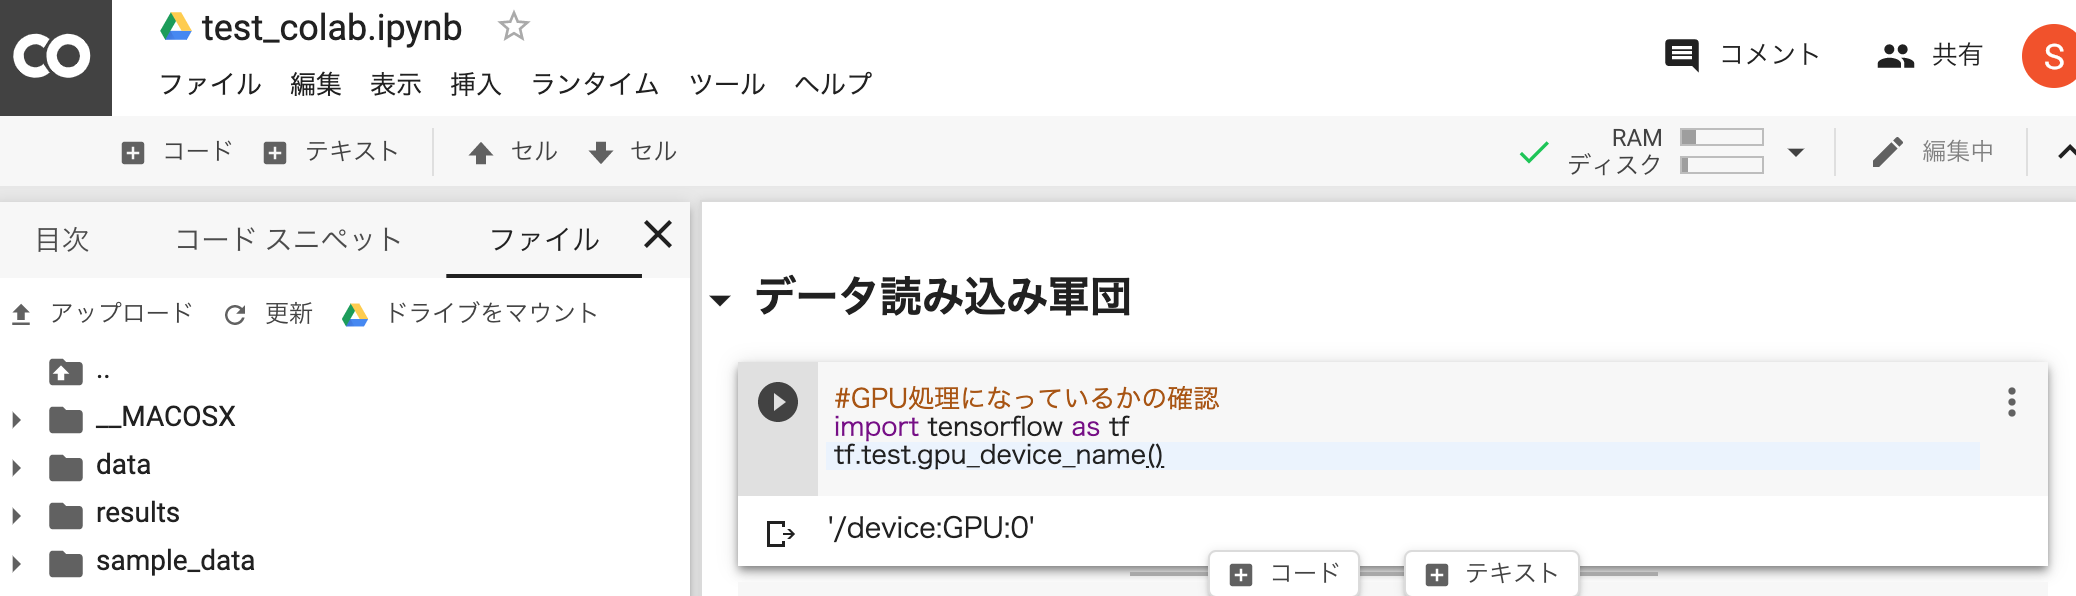 CO
test_colab.ipynb
ファイル 編集 表示 挿入 ランタイム ツール ヘルプ
コメント 共有 S
コード テキスト セル セル
RAM
ディスク
編集中
目次 コード スニペット ファイル
アップロード 更新 ドライブをマウント
..
__MACOSX
data
results
sample_data
データ読み込み軍団
#GPU処理になっているかの確認
import tensorflow as tf
tf.test.gpu_device_name()
'/device:GPU:0'
コード テキスト